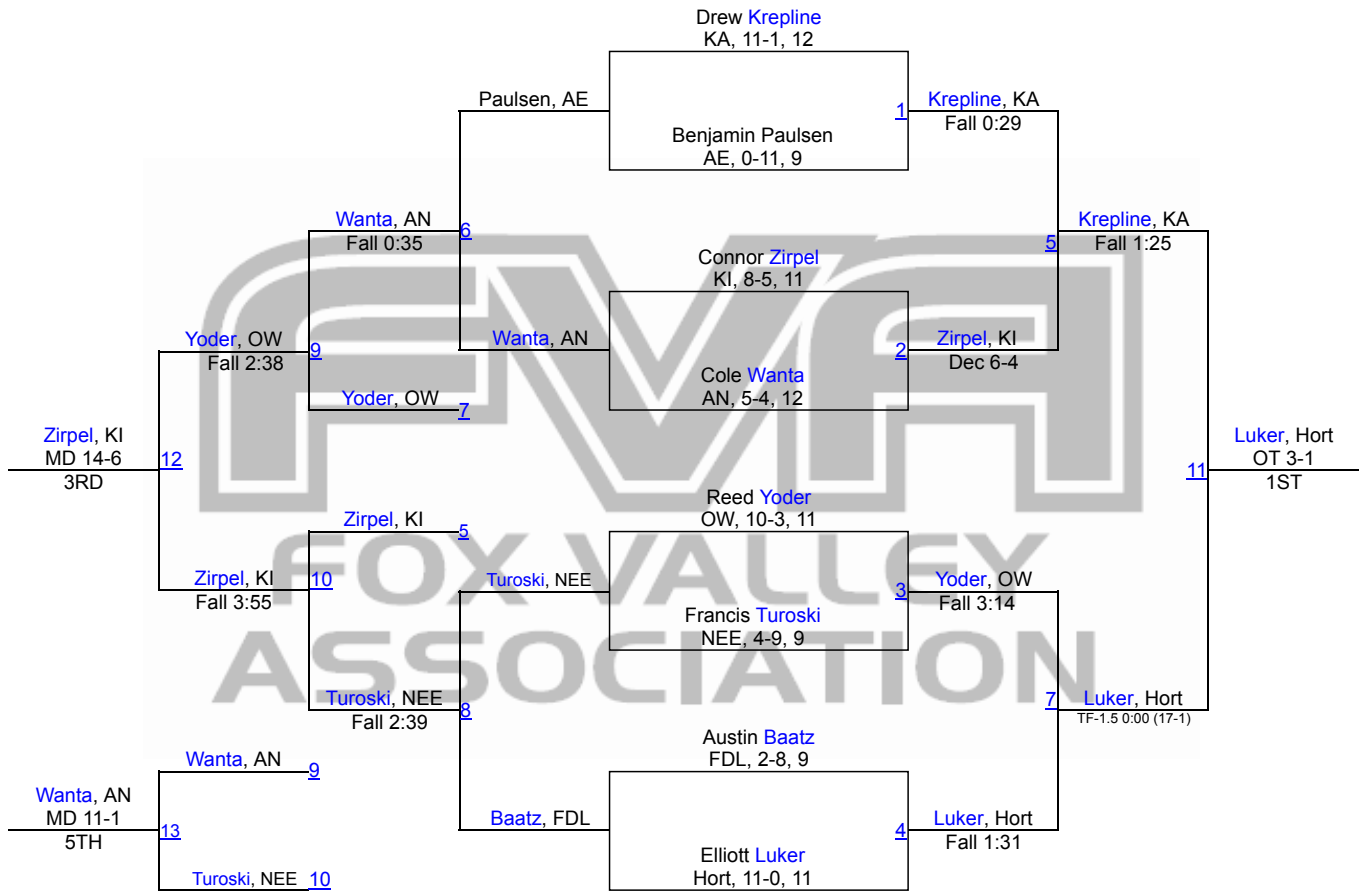 Drew Krepline
KA, 11-1, 12
Paulsen, AE
1
Krepline, KA
Fall 0:29
Benjamin Paulsen
AE, 0-11, 9
Wanta, AN
Fall 0:35
6
Krepline, KA
Fall 1:25
5
Connor Zirpel
KI, 8-5, 11
Yoder, OW
Fall 2:38
9
Wanta, AN
2
Zirpel, KI
Dec 6-4
Cole Wanta
AN, 5-4, 12
Yoder, OW
7
Zirpel, KI
MD 14-6
3RD
12
Luker, Hort
OT 3-1
1ST
11
Reed Yoder
OW, 10-3, 11
Zirpel, KI
5
FVA
FOX VALLEY
ASSOCIATION
Zirpel, KI
Fall 3:55
10
Turoski, NEE
3
Yoder, OW
Fall 3:14
Francis Turoski
NEE, 4-9, 9
Turoski, NEE
Fall 2:39
8
7
Luker, Hort
TF-1.5 0:00 (17-1)
Austin Baatz
FDL, 2-8, 9
Wanta, AN
9
Wanta, AN
MD 11-1
5TH
13
Baatz, FDL
4
Luker, Hort
Fall 1:31
Elliott Luker
Hort, 11-0, 11
Turoski, NEE
10